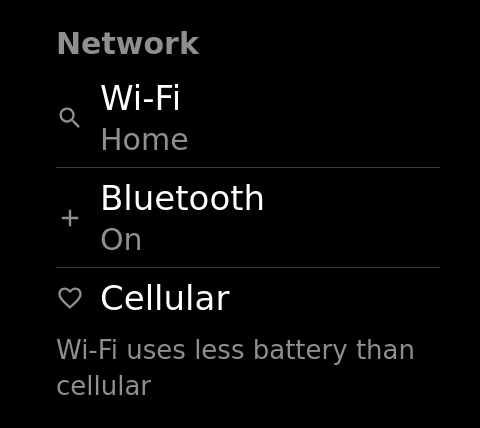 Network
Wi-Fi
Home
Bluetooth
On
Cellular
Wi-Fi uses less battery than
cellular